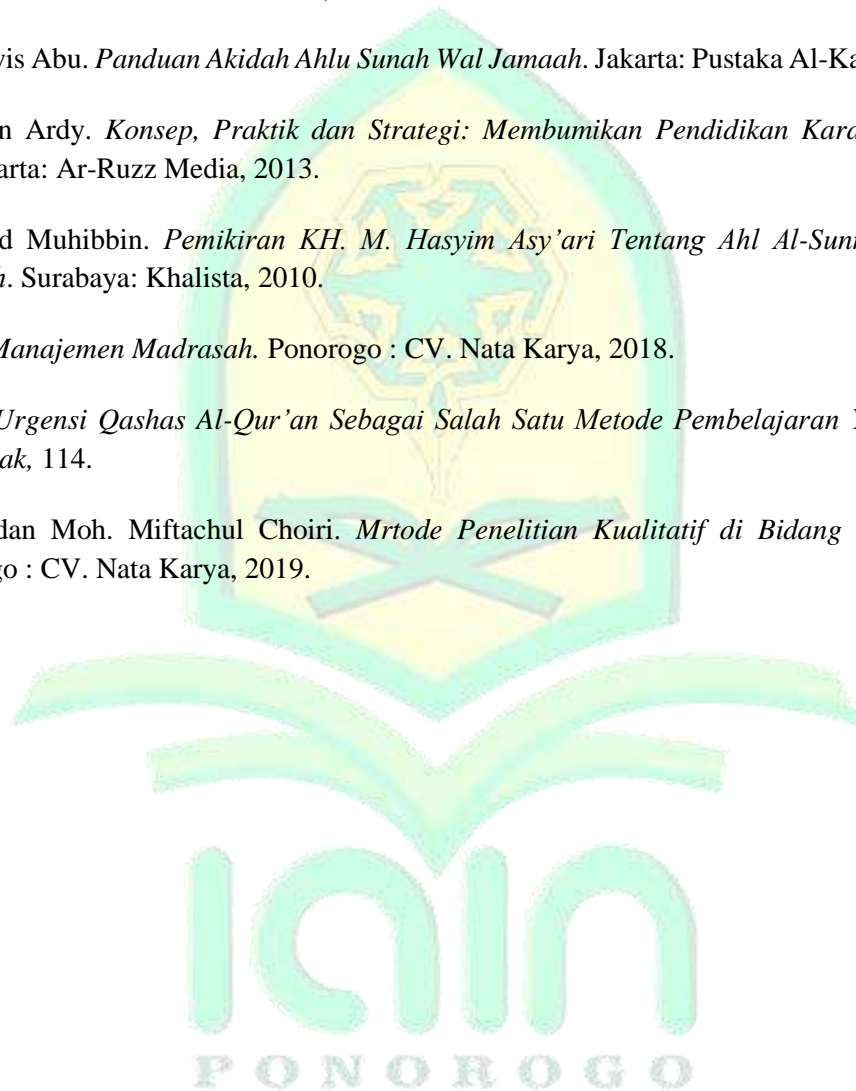 vis Abu. Panduan Akidah Ahlu Sunah Wal Jamaah. Jakarta: Pustaka Al-Ka
n Ardy. Konsep, Praktik dan Strategi: Membumikan Pendidikan Kara
arta: Ar-Ruzz Media, 2013.
d Muhibbin. Pemikiran KH. M. Hasyim Asy’ari Tentang Ahl Al-Sun
h. Surabaya: Khalista, 2010.
Manajemen Madrasah. Ponorogo : CV. Nata Karya, 2018.
Urgensi Qashas Al-Qur’an Sebagai Salah Satu Metode Pembelajaran Y
ak, 114.
dan Moh. Miftachul Choiri. Mrtode Penelitian Kualitatif di Bidang
go : CV. Nata Karya, 2019.
iain
PONOROGO